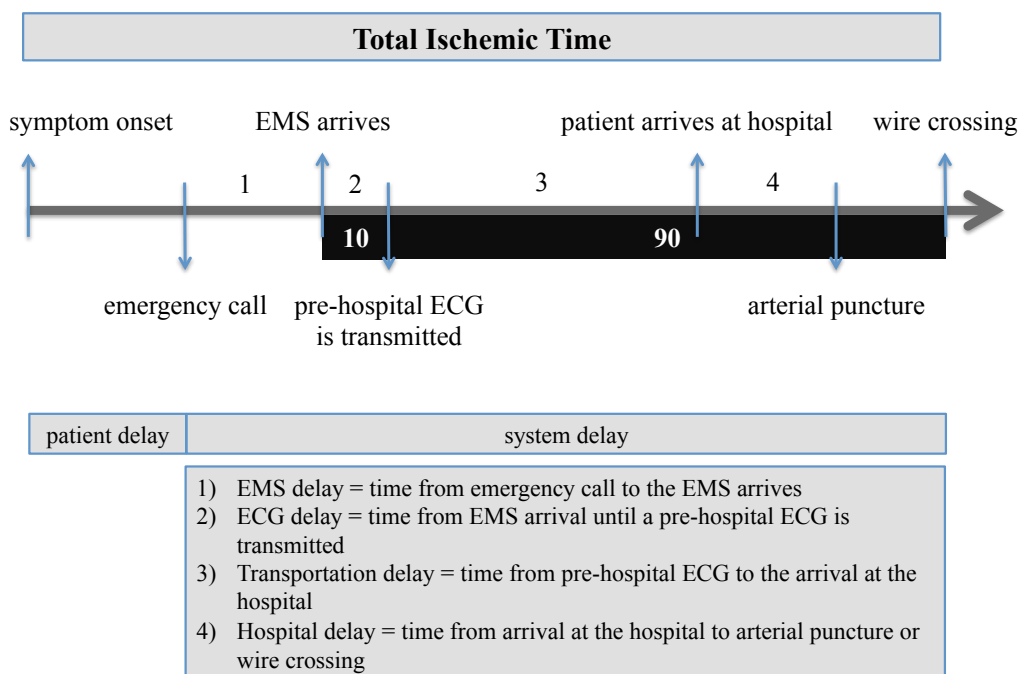 Total Ischemic Time
symptom onset
EMS arrives
patient arrives at hospital
wire crossing
1
2
3
4
10
90
emergency call
pre-hospital ECG
is transmitted
arterial puncture
patient delay
system delay
1) EMS delay = time from emergency call to the EMS arrives
2) ECG delay = time from EMS arrival until a pre-hospital ECG is
transmitted
3) Transportation delay = time from pre-hospital ECG to the arrival at the
hospital
4) Hospital delay = time from arrival at the hospital to arterial puncture or
wire crossing